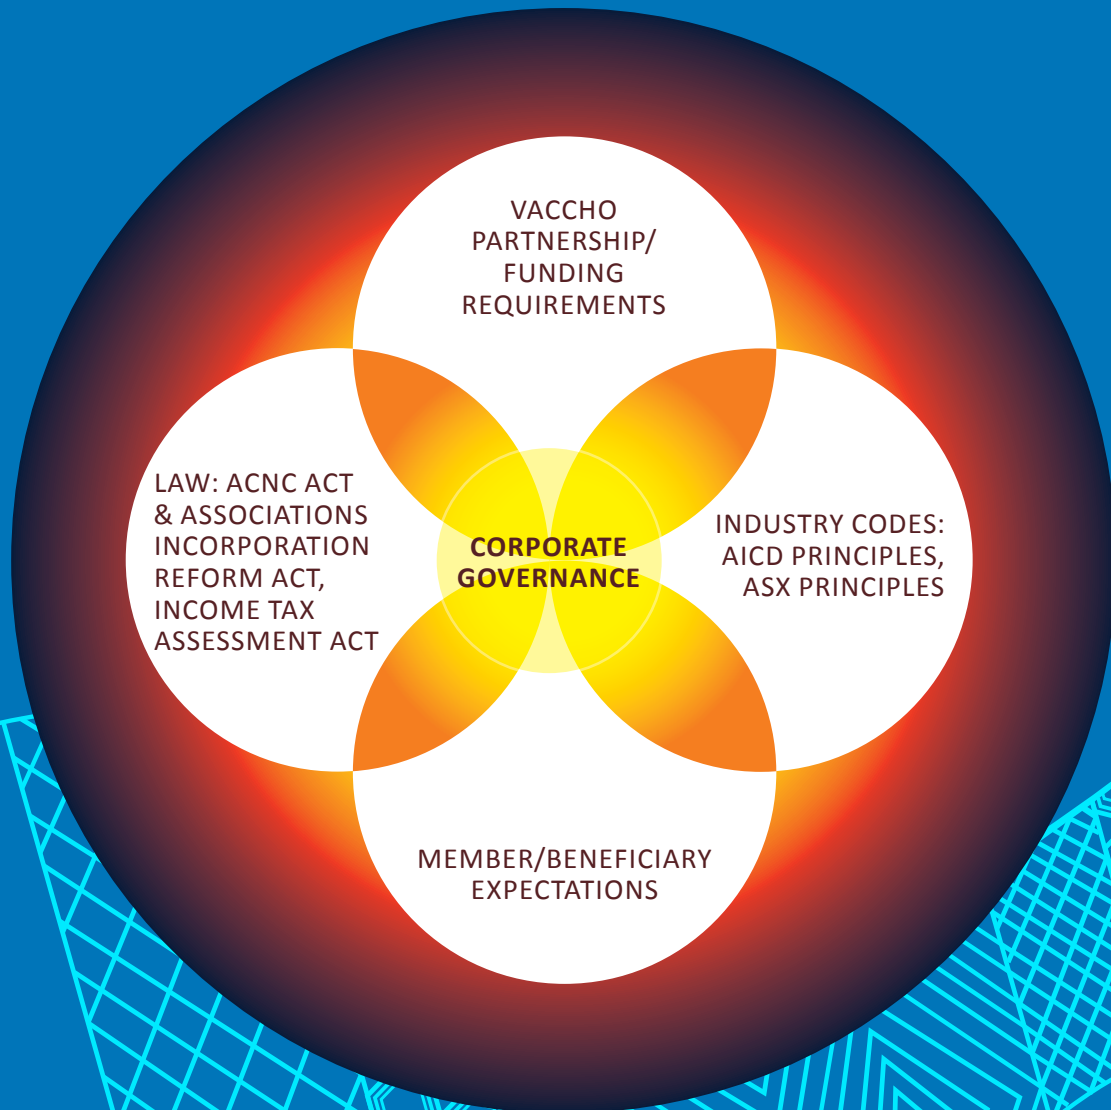 VACCHO
PARTNERSHIP/
FUNDING
REQUIREMENTS
LAW: ACNC ACT
& ASSOCIATIONS
INCORPORATION
REFORM ACT,
INCOME TAX
ASSESSMENT ACT
CORPORATE
GOVERNANCE
INDUSTRY CODES:
AICD PRINCIPLES,
ASX PRINCIPLES
MEMBER/BENEFICIARY
EXPECTATIONS